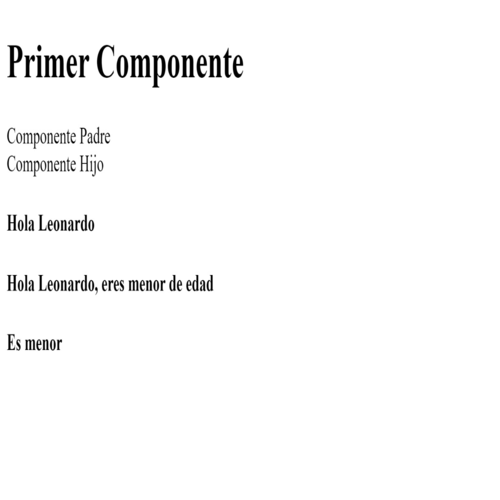 Primer Componente
Componente Padre
Componente Hijo
Hola Leonardo
Hola Leonardo, eres menor de edad
Es menor